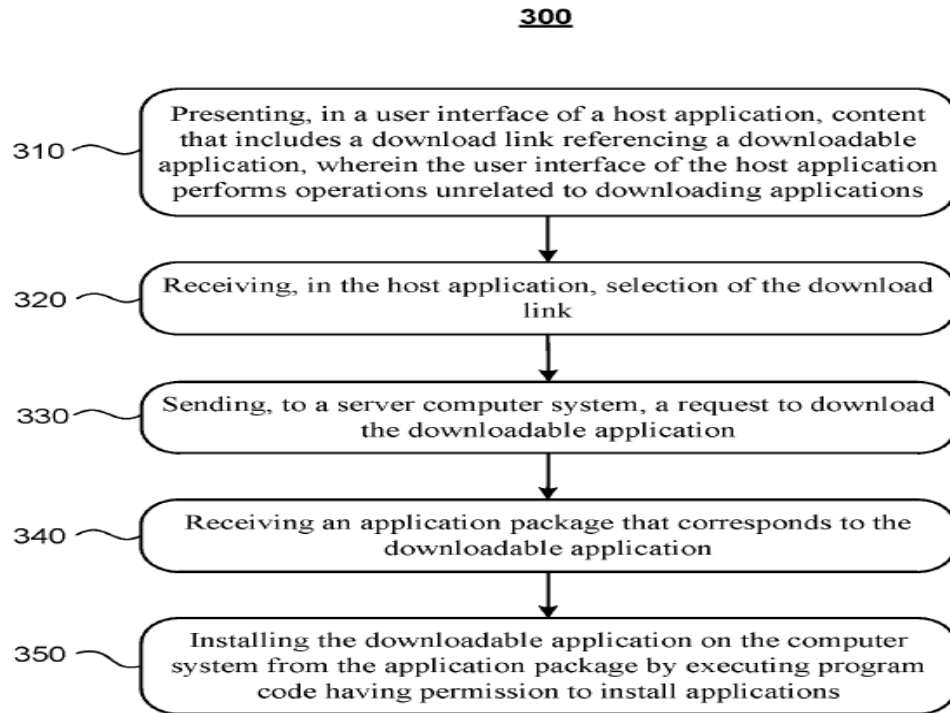 300
310
Presenting, in a user interface of a host application, content
that includes a download link referencing a downloadable
application, wherein the user interface of the host application
performs operations unrelated to downloading applications
320
Receiving, in the host application, selection of the download
link
330
Sending, to a server computer system, a request to download
the downloadable application
340
Receiving an application package that corresponds to the
downloadable application
350
Installing the downloadable application on the computer
system from the application package by executing program
code having permission to install applications